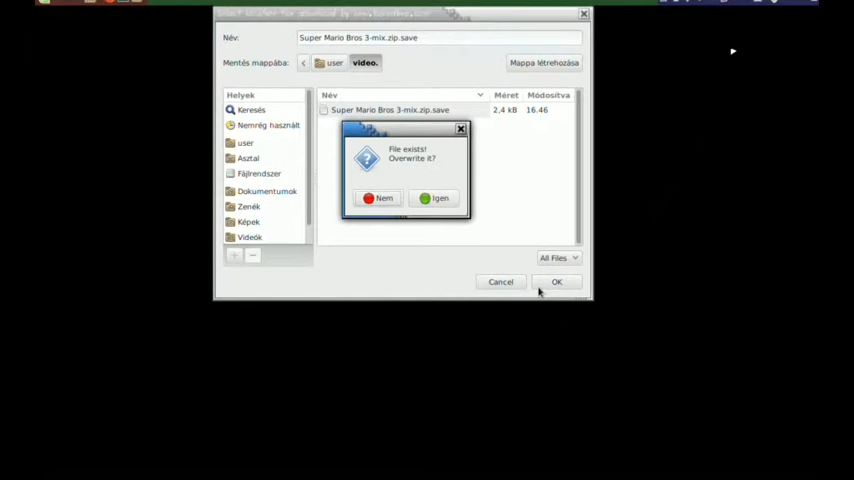 Név:
Super Mario Bros 3-mix.zip.save
Mentés mappába:
user
video.
Mappa létrehozása
Helyek
Keresés
Nemrég használt
user
Asztal
Fájlrendszer
Dokumentumok
Zenék
Képek
Videók
Név
Méret
Módosítva
Super Mario Bros 3-mix.zip.save
2,4 kB
16.46
File exists!
Overwrite it?
Nem
Igen
All Files
Cancel
OK